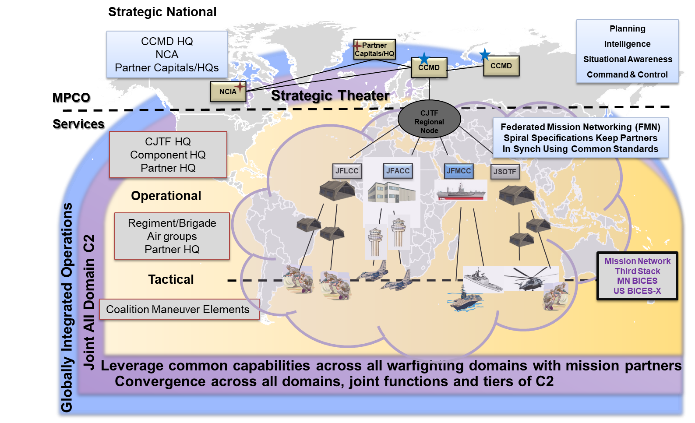 Strategic National
CCMD HQ
NCA
Partner Capitals/HQs
Partner
Capitals/HQ
CCMD
CCMD
NCIA
Planning
Intelligence
Situational Awareness
Command & Control
MPCO
Strategic Theater
Services
CJTF
Regional
Node
Federated Mission Networking (FMN)
Spiral Specifications Keep Partners
In Synch Using Common Standards
CJTF HQ
Component HQ
Partner HQ
JFLCC
JFACC
JFMCC
JSOTF
Operational
Regiment/Brigade
Air groups
Partner HQ
Tactical
Mission Network
Third Stack
MN BICES
US BICES-X
Coalition Maneuver Elements
Globally Integrated Operations
Joint All Domain C2
Leverage common capabilities across all warfighting domains with mission partners
Convergence across all domains, joint functions and tiers of C2